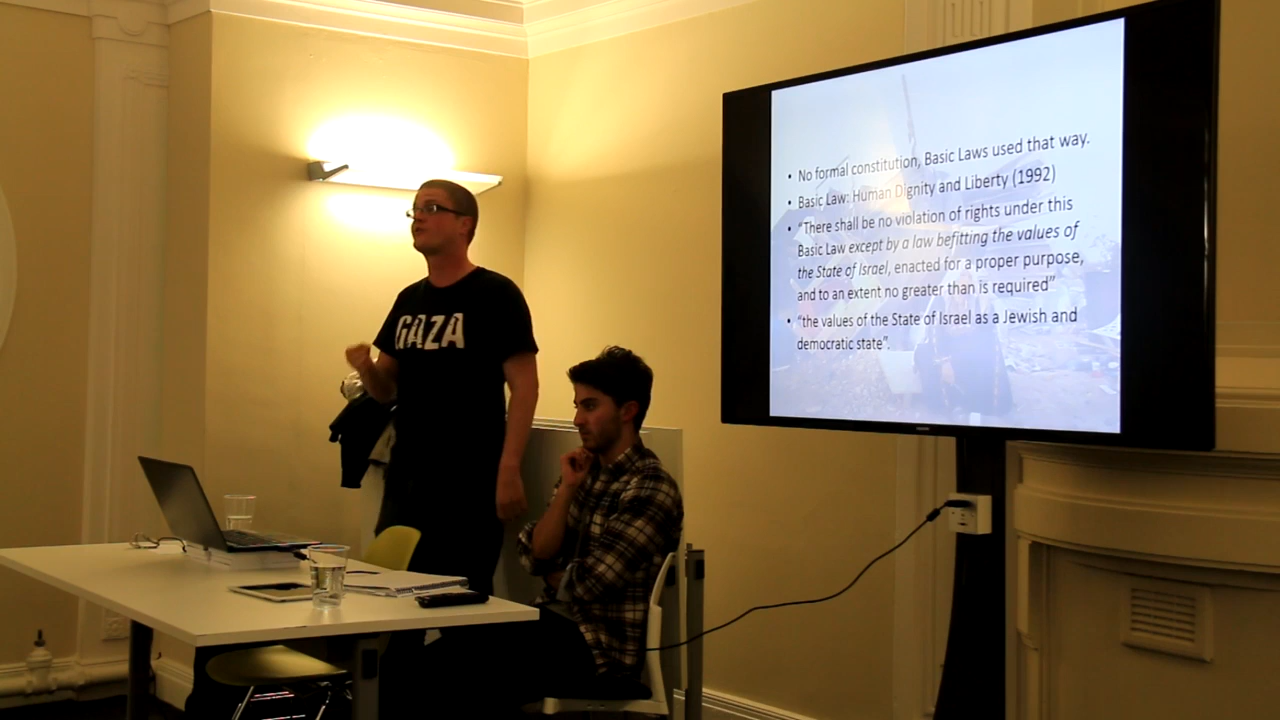 GAZA
• No formal constitution, Basic Laws used that way.
• Basic Law: Human Dignity and Liberty (1992)
• “There shall be no violation of rights under this
Basic Law except by a law befitting the values of
the State of Israel, enacted for a proper purpose,
and to an extent no greater than is required”
• “the values of the State of Israel as a Jewish and
democratic state”.